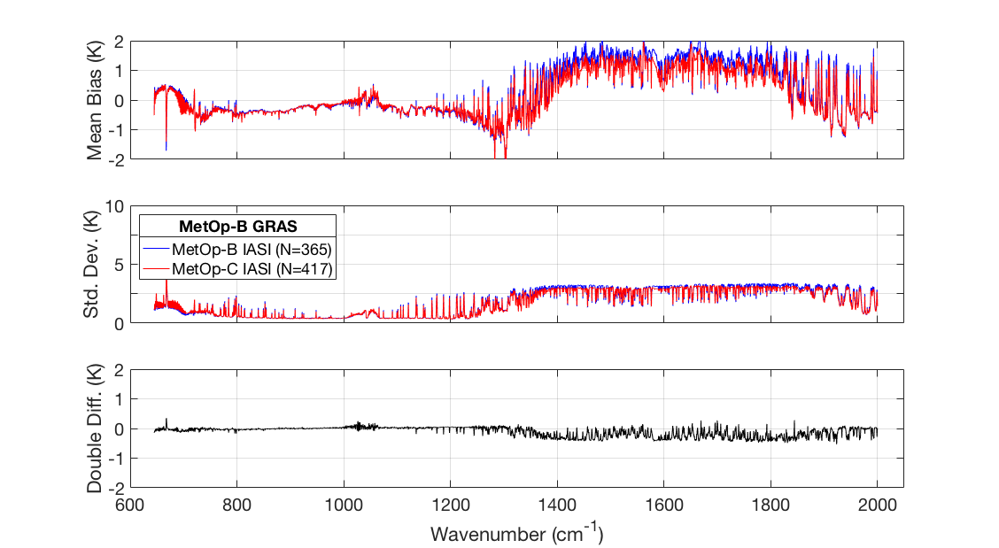 Mean Bias (K)
2
1
0
-1
-2
Std. Dev. (K)
10
5
0
MetOp-B GRAS
MetOp-B IASI (N=365)
MetOp-C IASI (N=417)
Double Diff. (K)
2
1
0
-1
-2
600 800 1000 1200 1400 1600 1800 2000
Wavenumber (cm-1)